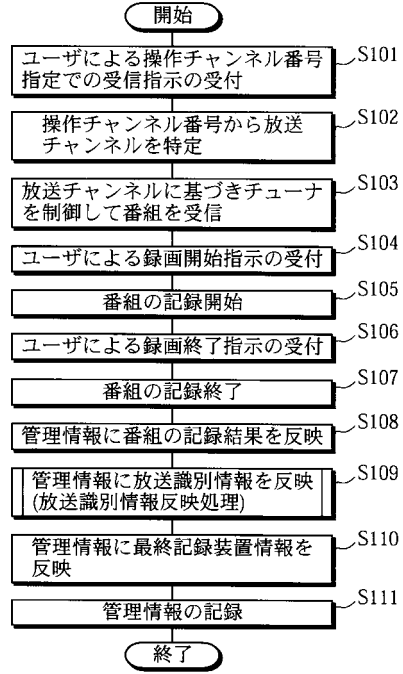 開始
ユーザによる操作チャンネル番号
指定での受信指示の受付
S101
操作チャンネル番号から放送
チャンネルを特定
S102
放送チャンネルに基づきチューナ
を制御して番組を受信
S103
ユーザによる録画開始指示の受付
S104
番組の記録開始
S105
ユーザによる録画終了指示の受付
S106
番組の記録終了
S107
管理情報に番組の記録結果を反映
S108
管理情報に放送識別情報を反映
(放送識別情報反映処理)
S109
管理情報に最終記録装置情報を
反映
S110
管理情報の記録
S111
終了